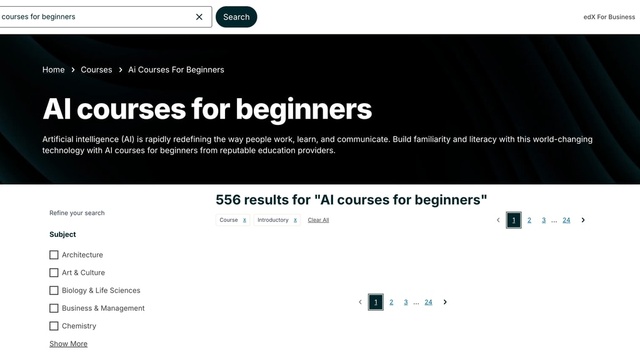 courses for beginners
Search
edX For Business
Home > Courses > Ai Courses For Beginners
AI courses for beginners
Artificial intelligence (AI) is rapidly redefining the way people work, learn, and communicate. Build familiarity and literacy with this world-changing
technology with AI courses for beginners from reputable education providers.
556 results for "AI courses for beginners"
Refine your search
Course x Introductory x Clear All
< 1 2 3 ... 24 >
Subject
Architecture
Art & Culture
Biology & Life Sciences
< 1 2 3 ... 24 >
Business & Management
Chemistry
Show More